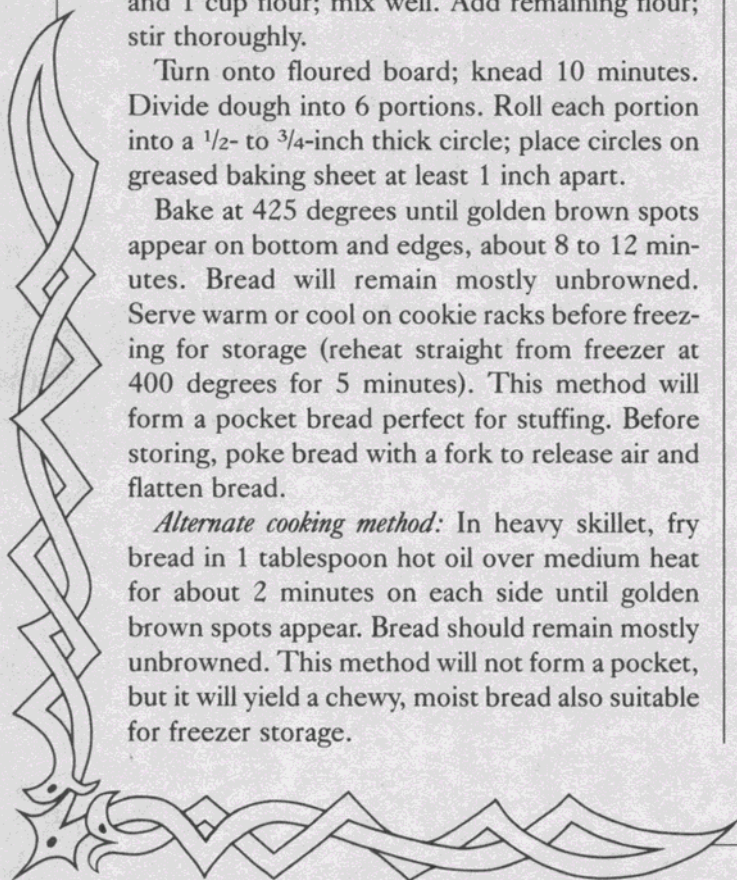 and 1 cup flour; mix well. Add remaining flour;
stir thoroughly.
Turn onto floured board; knead 10 minutes.
Divide dough into 6 portions. Roll each portion
into a 1/2- to 3/4-inch thick circle; place circles on
greased baking sheet at least 1 inch apart.
Bake at 425 degrees until golden brown spots
appear on bottom and edges, about 8 to 12 min-
utes. Bread will remain mostly unbrowned.
Serve warm or cool on cookie racks before freez-
ing for storage (reheat straight from freezer at
400 degrees for 5 minutes). This method will
form a pocket bread perfect for stuffing. Before
storing, poke bread with a fork to release air and
flatten bread.
Alternate cooking method: In heavy skillet, fry
bread in 1 tablespoon hot oil over medium heat
for about 2 minutes on each side until golden
brown spots appear. Bread should remain mostly
unbrowned. This method will not form a pocket,
but it will yield a chewy, moist bread also suitable
for freezer storage.